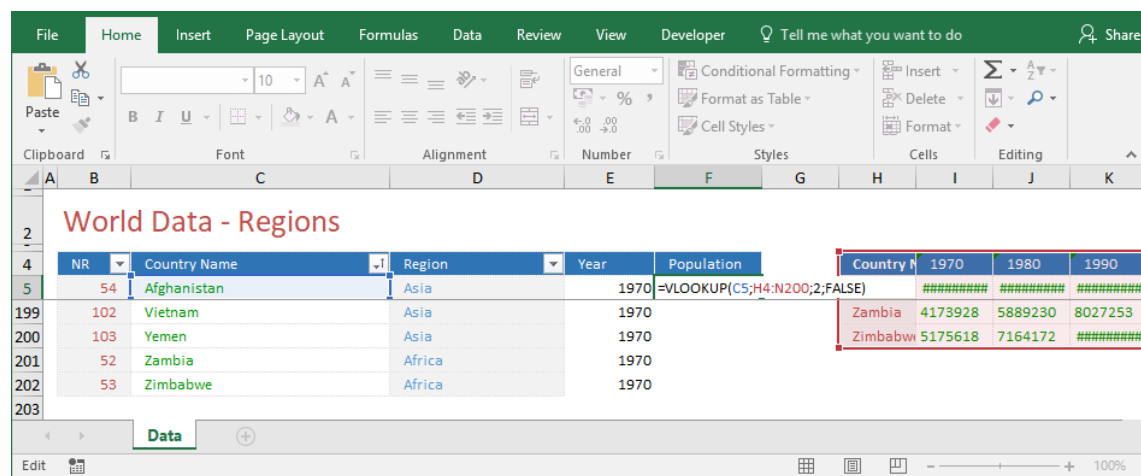 File Home Insert Page Layout Formulas Data Review View Developer Tell me what you want to do Share
10 A A General Conditional Formatting Insert Σ A Z
Paste % , Format as Table Delete
B I U A ←.0 .00 .00 →.0 Cell Styles Format
Clipboard Font Alignment Number Styles Cells Editing
A B C D E F G H I J K
2 World Data - Regions
4 NR Country Name Region Year Population Country N 1970 1980 1990
5 54 Afghanistan Asia 1970 =VLOOKUP(C5;H4:N200;2;FALSE) ######### ######### #########
199 102 Vietnam Asia 1970 Zambia 4173928 5889230 8027253
200 103 Yemen Asia 1970 Zimbabwe 5175618 7164172 #########
201 52 Zambia Africa 1970
202 53 Zimbabwe Africa 1970
203
Data
Edit 100%